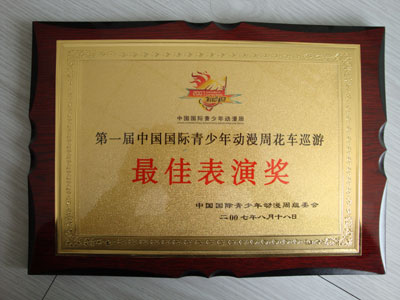 中国国际青少年动漫周
第一届中国国际青少年动漫周花车巡游
最佳表演奖
中国国际青少年动漫周组委会
二00七年八月十八日